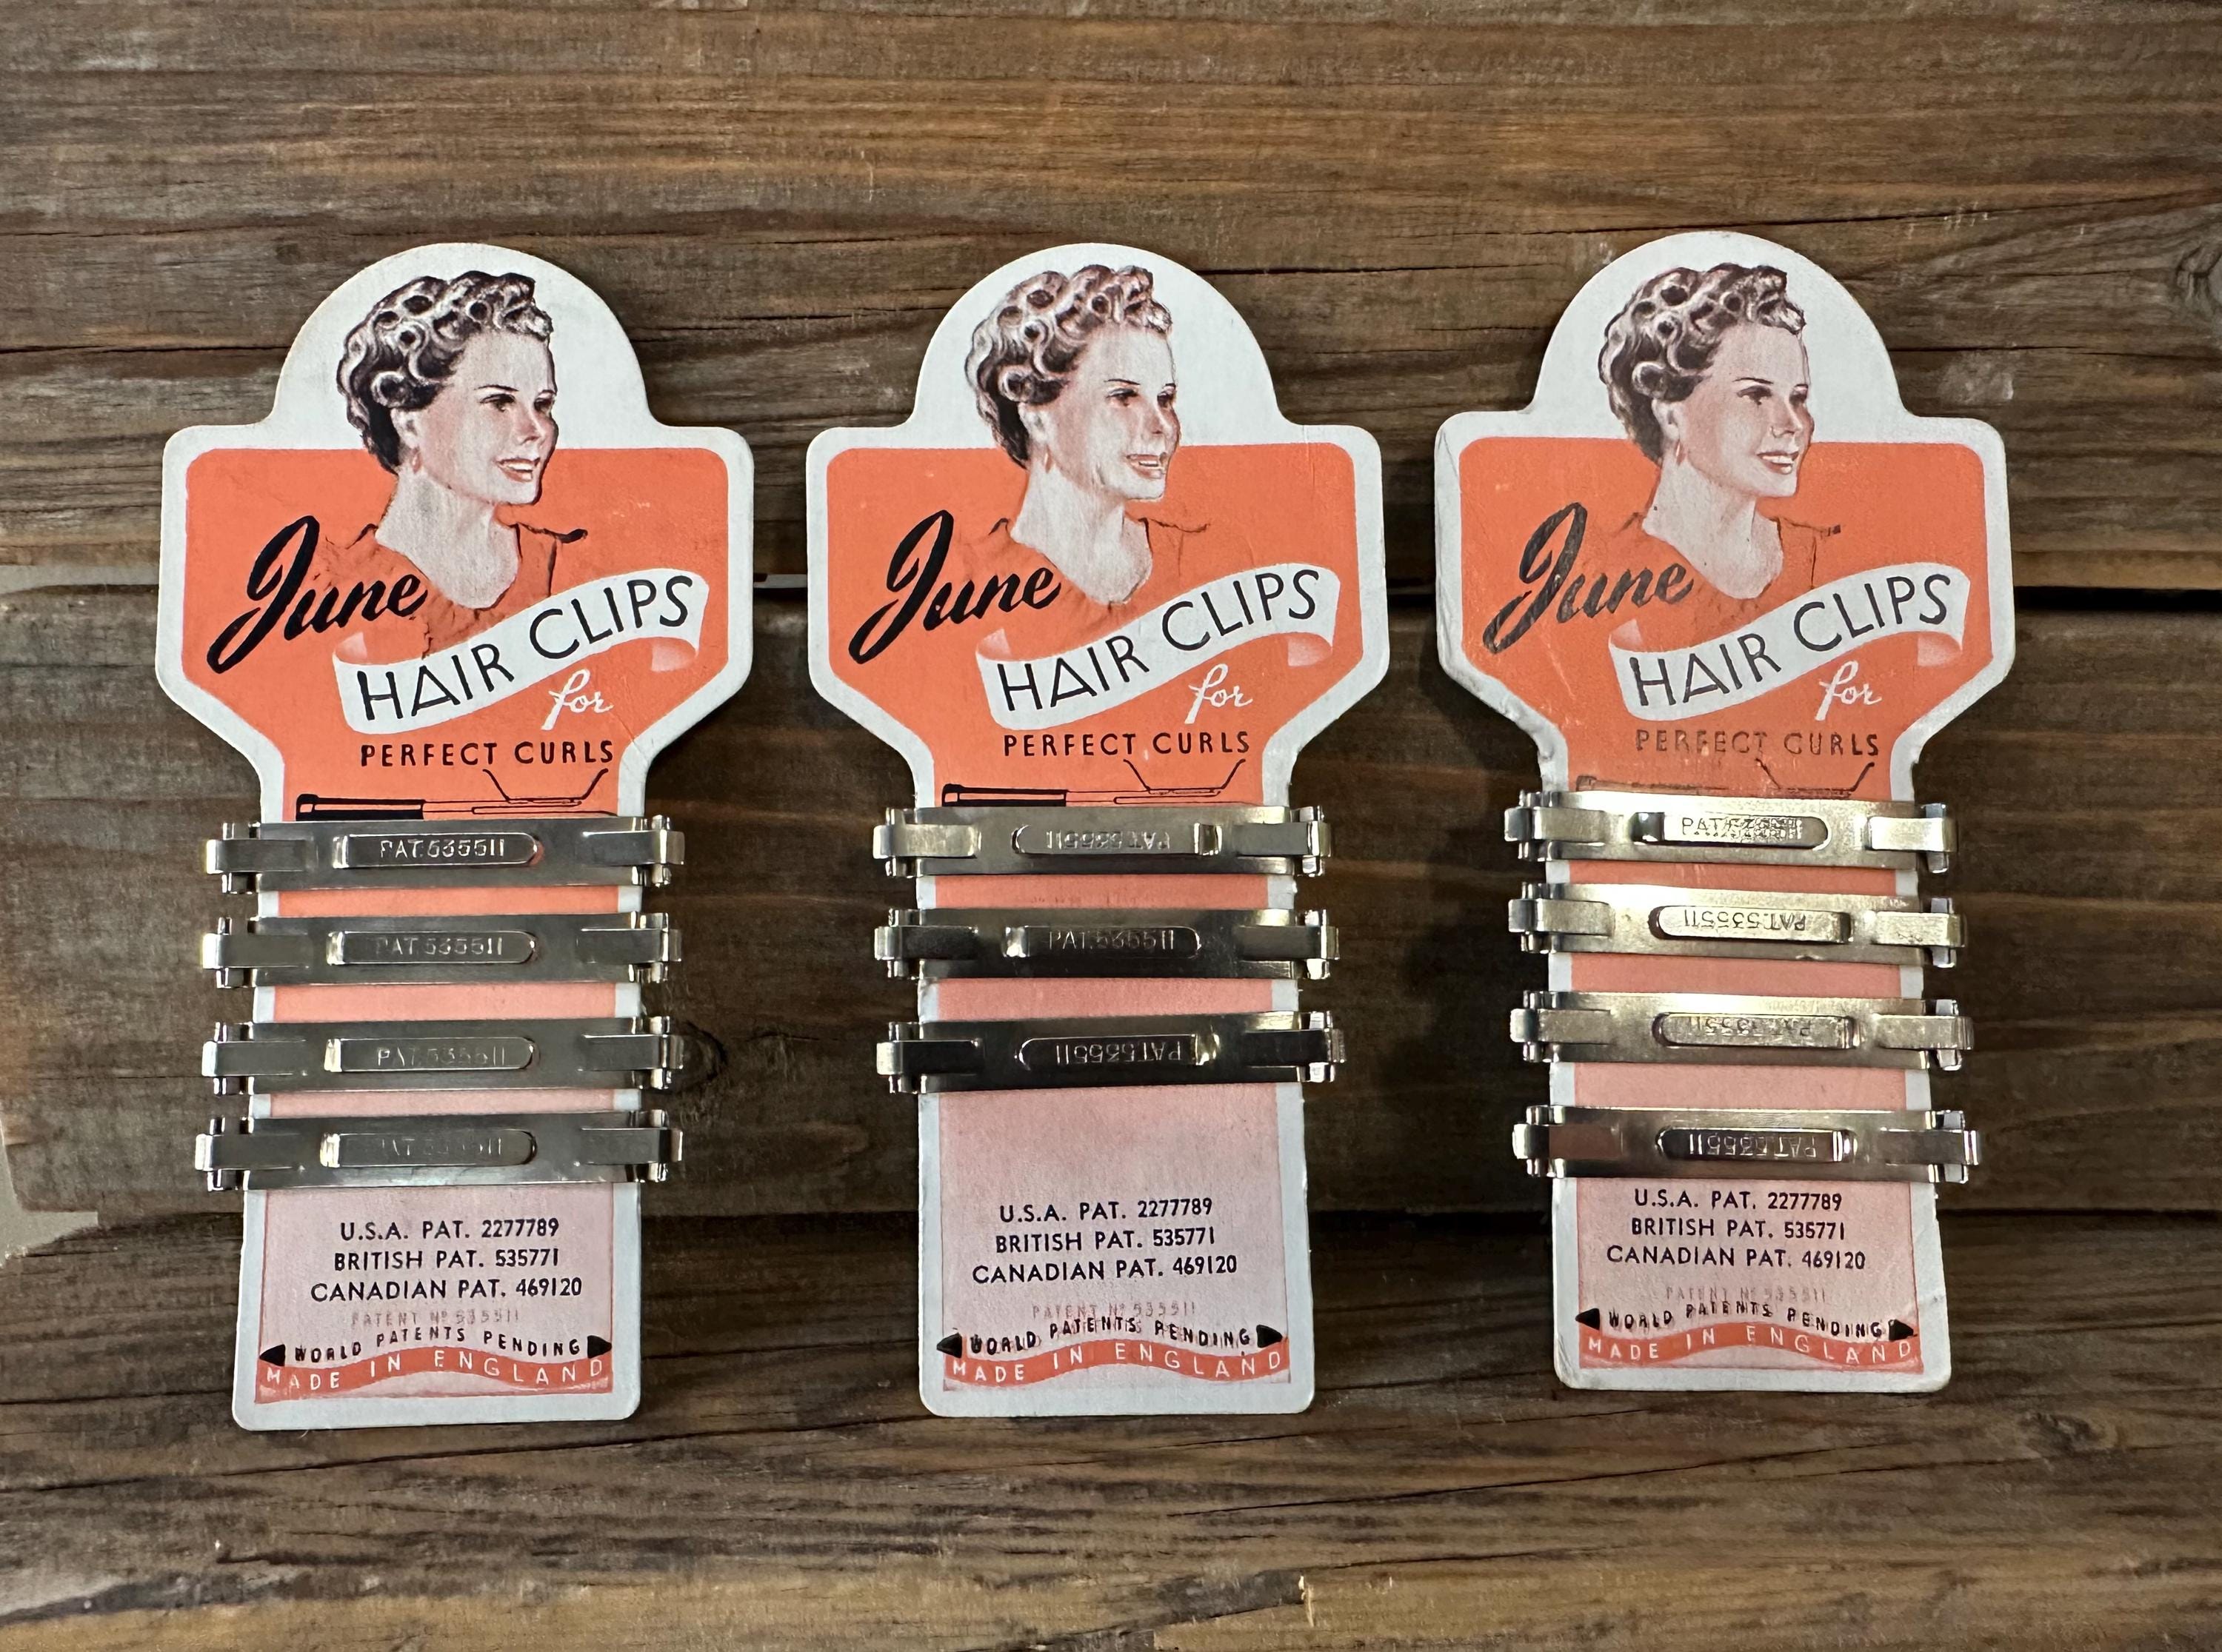 June
HAIR CLIPS
for
PERFECT CURLS
PAT.535511
PAT.535511
PAT.535511
PAT.535511
U.S.A. PAT. 2277789
BRITISH PAT. 535771
CANADIAN PAT. 469120
PATENT Nº 535511
WORLD PATENTS PENDING
MADE IN ENGLAND
June
HAIR CLIPS
for
PERFECT CURLS
PAT.535511
PAT.535511
PAT.535511
U.S.A. PAT. 2277789
BRITISH PAT. 535771
CANADIAN PAT. 469120
PATENT Nº 535511
WORLD PATENTS PENDING
MADE IN ENGLAND
June
HAIR CLIPS
for
PERFECT CURLS
PAT.535511
PAT.535511
PAT.535511
PAT.535511
U.S.A. PAT. 2277789
BRITISH PAT. 535771
CANADIAN PAT. 469120
PATENT Nº 535511
WORLD PATENTS PENDING
MADE IN ENGLAND